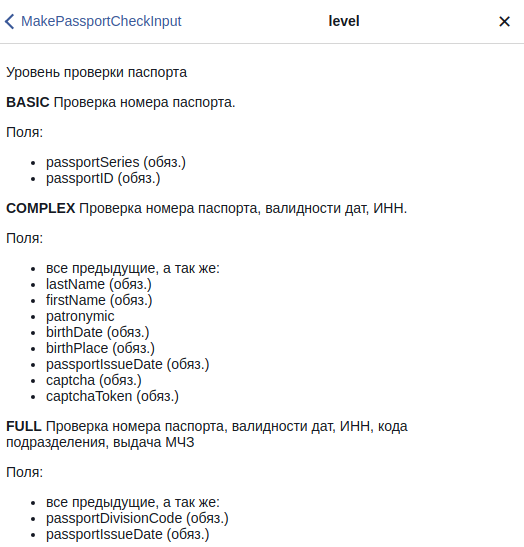 MakePassportCheckInput level ×
Уровень проверки паспорта
BASIC Проверка номера паспорта.
Поля:
• passportSeries (обяз.)
• passportID (обяз.)
COMPLEX Проверка номера паспорта, валидности дат, ИНН.
Поля:
• все предыдущие, а так же:
• lastName (обяз.)
• firstName (обяз.)
• patronymic
• birthDate (обяз.)
• birthPlace (обяз.)
• passportIssueDate (обяз.)
• captcha (обяз.)
• captchaToken (обяз.)
FULL Проверка номера паспорта, валидности дат, ИНН, кода
подразделения, выдача МЧЗ
Поля:
• все предыдущие, а так же:
• passportDivisionCode (обяз.)
• passportIssueDate (обяз.)